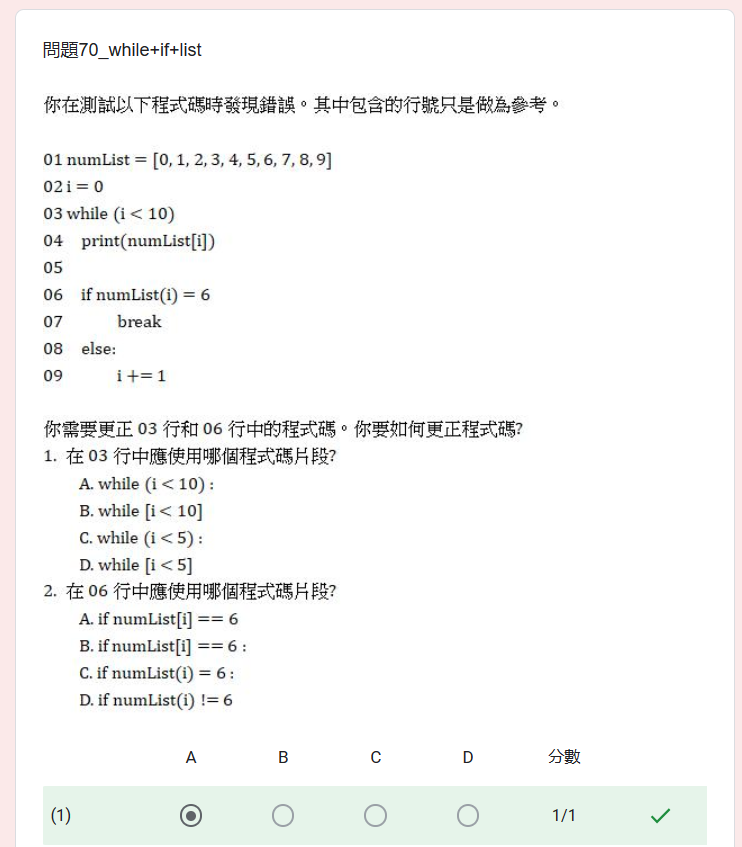 問題70_while+if+list
你在測試以下程式碼時發現錯誤。其中包含的行號只是做為參考。
01 numList = [0, 1, 2, 3, 4, 5, 6, 7, 8, 9]
02 i = 0
03 while (i < 10)
04 print(numList[i])
05
06 if numList(i) = 6
07 break
08 else:
09 i += 1
你需要更正 03 行和 06 行中的程式碼。你要如何更正程式碼?
1. 在 03 行中應使用哪個程式碼片段?
A. while (i < 10) :
B. while [i < 10]
C. while (i < 5) :
D. while [i < 5]
2. 在 06 行中應使用哪個程式碼片段?
A. if numList[i] == 6
B. if numList[i] == 6 :
C. if numList(i) = 6 :
D. if numList(i) != 6
A B C D 分數
(1) 1/1